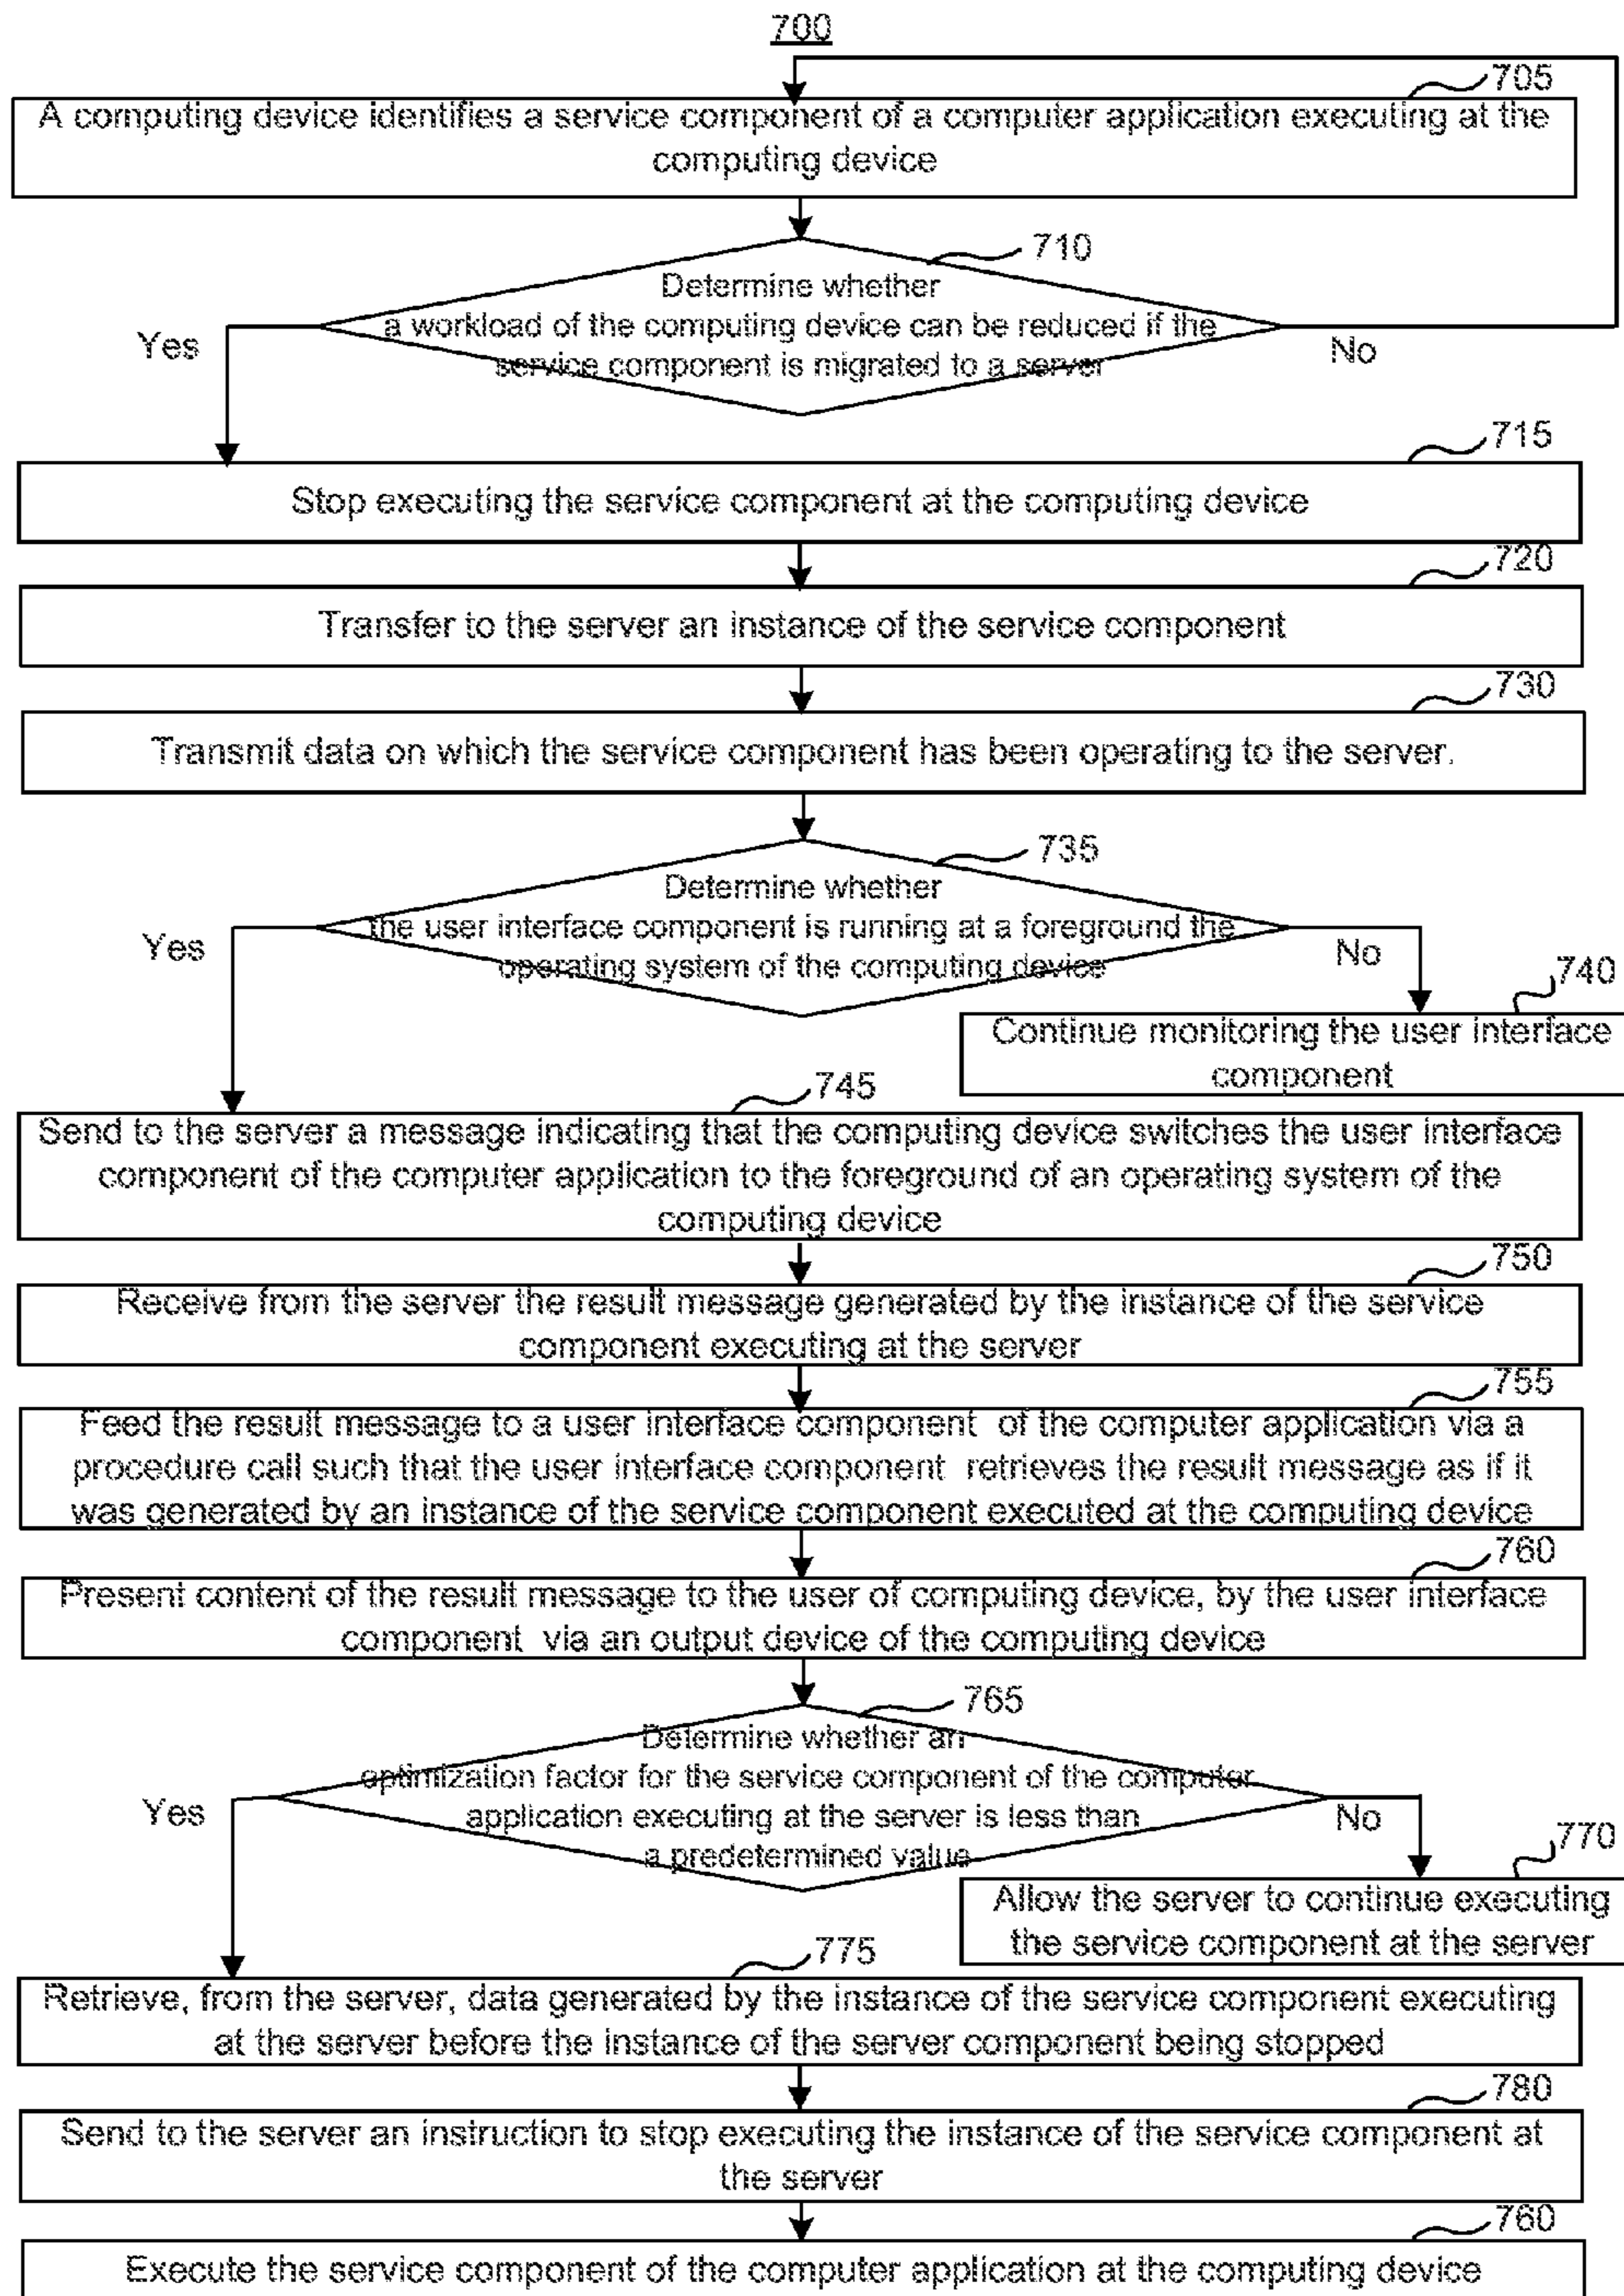 700
705
A computing device identifies a service component of a computer application executing at the
computing device
710
Determine whether
a workload of the computing device can be reduced if the
service component is migrated to a server
Yes
No
715
Stop executing the service component at the computing device
720
Transfer to the server an instance of the service component
730
Transmit data on which the service component has been operating to the server.
735
Determine whether
the user interface component is running at a foreground the
operating system of the computing device
Yes
No
740
Continue monitoring the user interface
component
745
Send to the server a message indicating that the computing device switches the user interface
component of the computer application to the foreground of an operating system of the
computing device
750
Receive from the server the result message generated by the instance of the service
component executing at the server
755
Feed the result message to a user interface component of the computer application via a
procedure call such that the user interface component retrieves the result message as if it
was generated by an instance of the service component executed at the computing device
760
Present content of the result message to the user of computing device, by the user interface
component via an output device of the computing device
765
Determine whether an
optimization factor for the service component of the computer
application executing at the server is less than
a predetermined value
Yes
No
770
Allow the server to continue executing
the service component at the server
775
Retrieve, from the server, data generated by the instance of the service component executing
at the server before the instance of the server component being stopped
780
Send to the server an instruction to stop executing the instance of the service component at
the server
760
Execute the service component of the computer application at the computing device